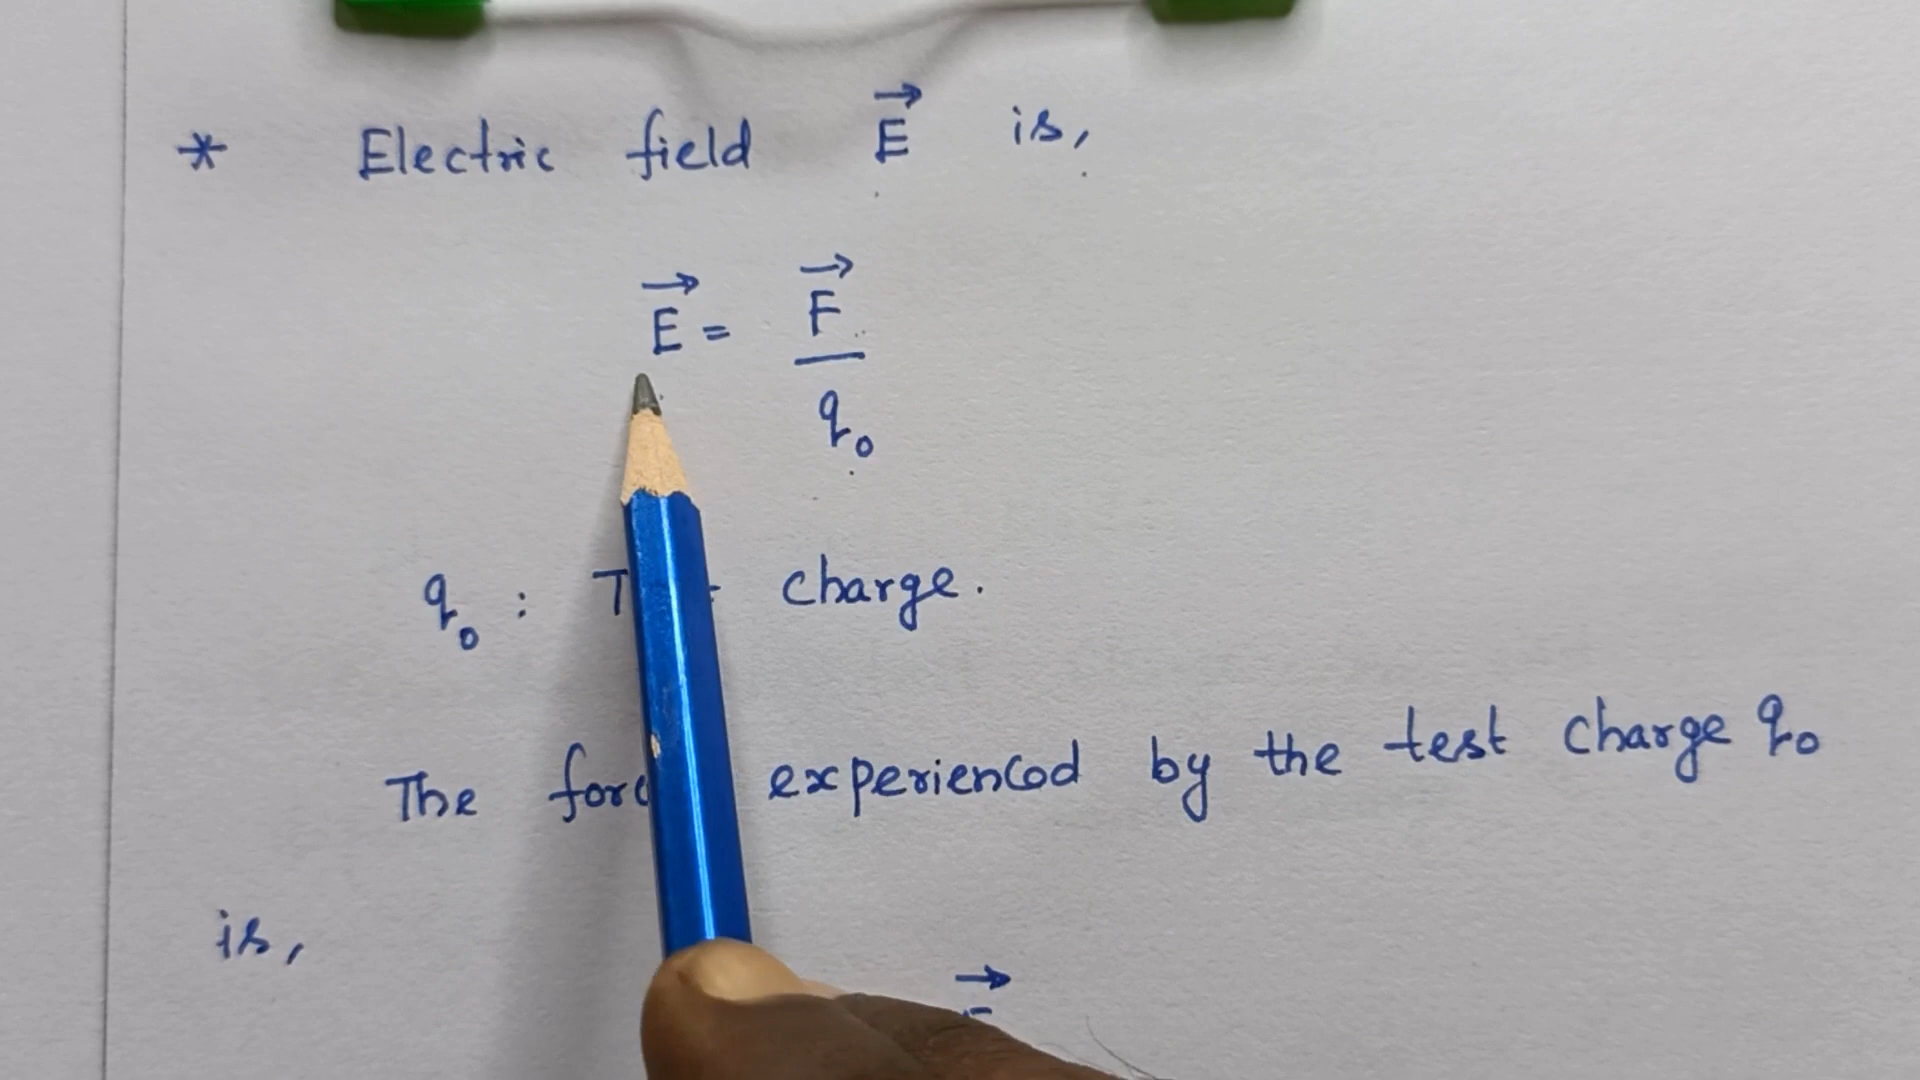 * Electric field E⃗ is,
E⃗ = F⃗ / q₀
q₀ : charge.
The experiencod by the test charge q₀
is,